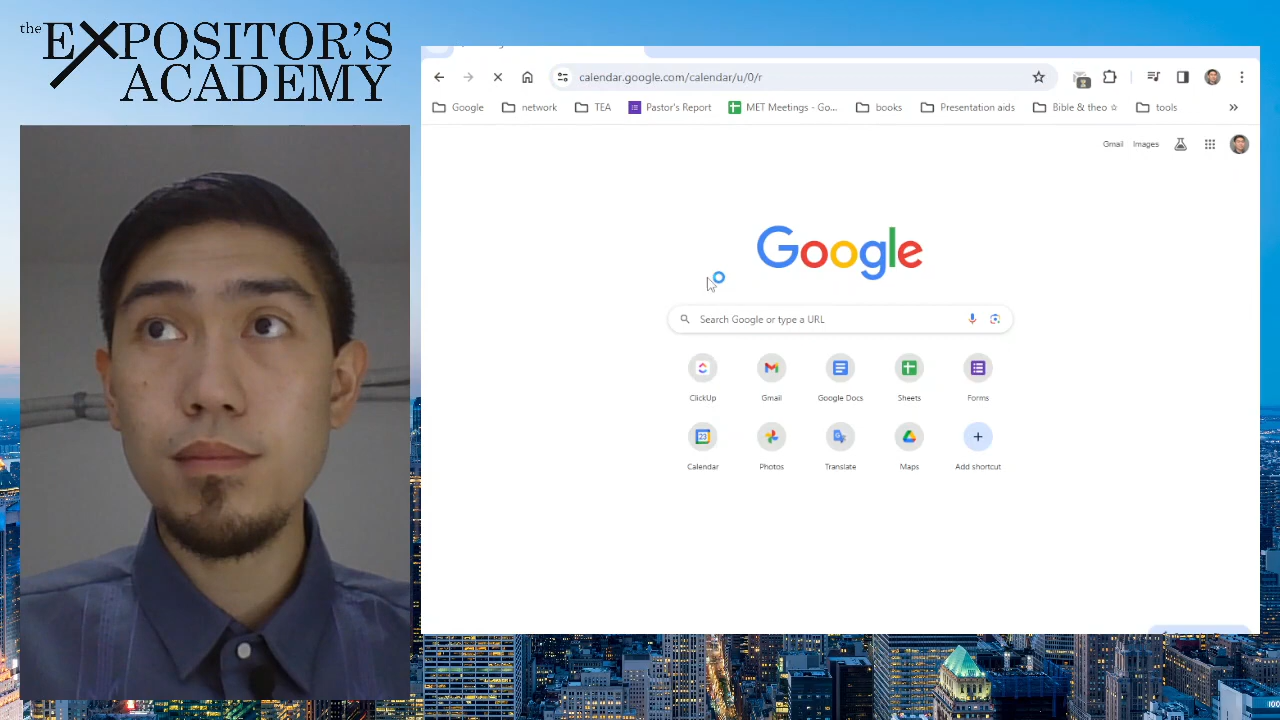 the EXPOSITOR'S
ACADEMY
calendar.google.com/calendar/u/0/r
Google network TEA Pastor's Report MET Meetings - Go... books Presentation aids Bible & theo ☆ tools
Gmail Images
Google
Search Google or type a URL
ClickUp Gmail Google Docs Sheets Forms
23
Calendar Photos Translate Maps Add shortcut